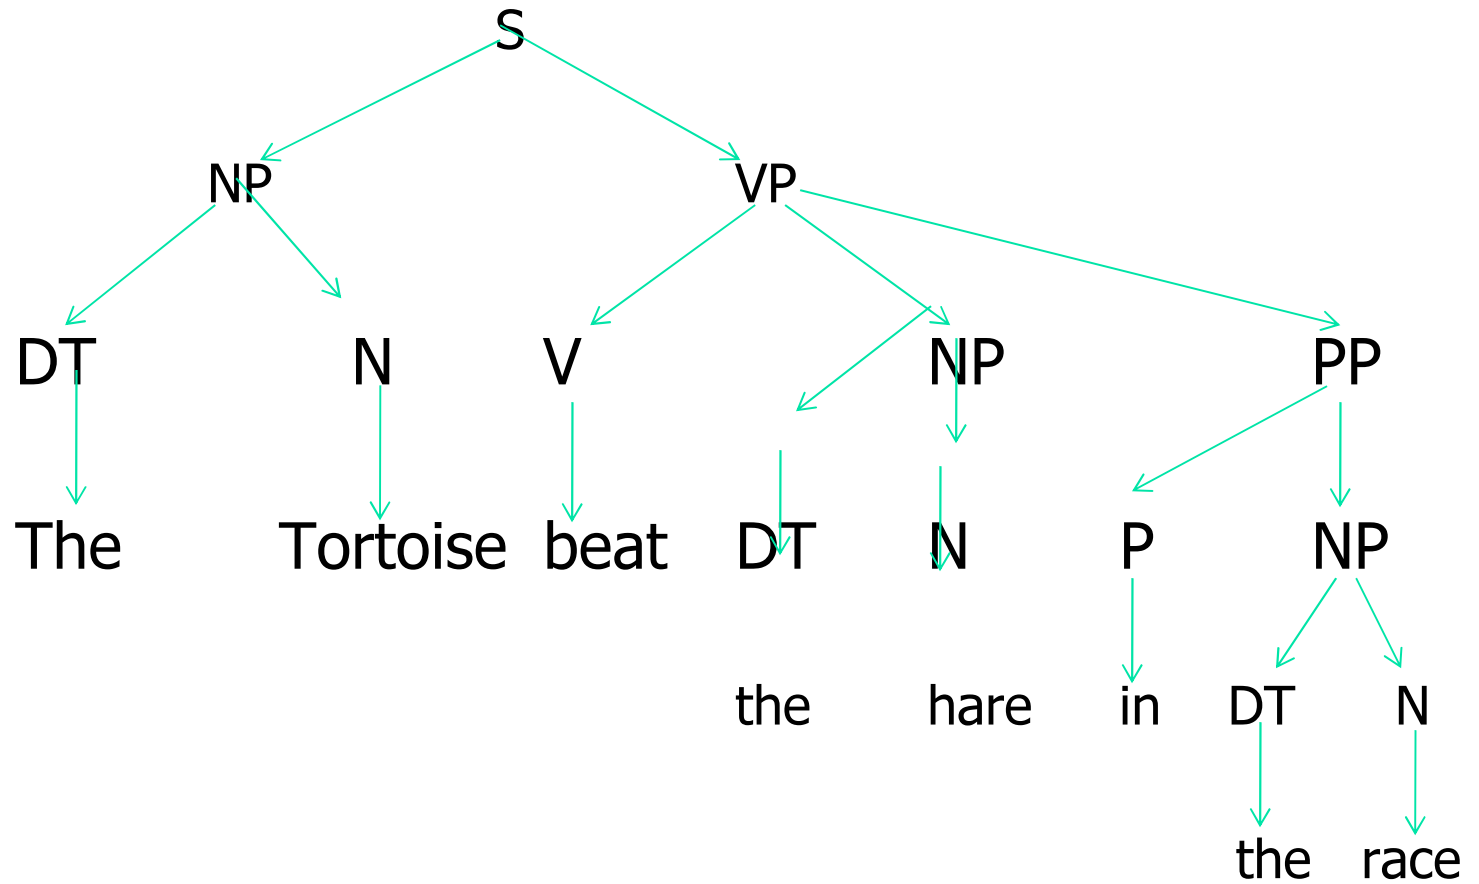 S
NP VP
DT N V NP PP
The Tortoise beat DT N P NP
the hare in DT N
the race